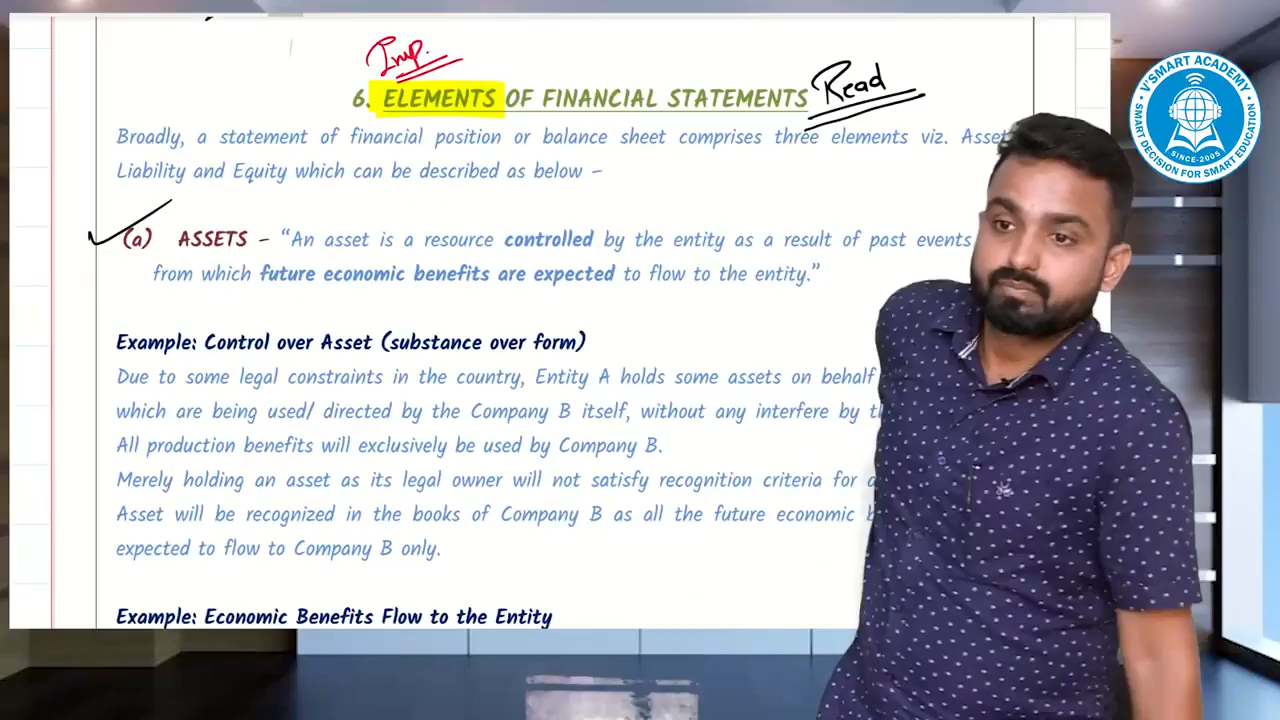 Imp.
6. ELEMENTS OF FINANCIAL STATEMENTS Read
Broadly, a statement of financial position or balance sheet comprises three elements viz. Asset
Liability and Equity which can be described as below –
(a) ASSETS – “An asset is a resource controlled by the entity as a result of past events
from which future economic benefits are expected to flow to the entity.”
Example: Control over Asset (substance over form)
Due to some legal constraints in the country, Entity A holds some assets on behalf
which are being used/ directed by the Company B itself, without any interfere by
All production benefits will exclusively be used by Company B.
Merely holding an asset as its legal owner will not satisfy recognition criteria for
Asset will be recognized in the books of Company B as all the future economic
expected to flow to Company B only.
Example: Economic Benefits Flow to the Entity
V'SMART ACADEMY
SINCE-2006
SMART DECISION FOR SMART EDUCATION